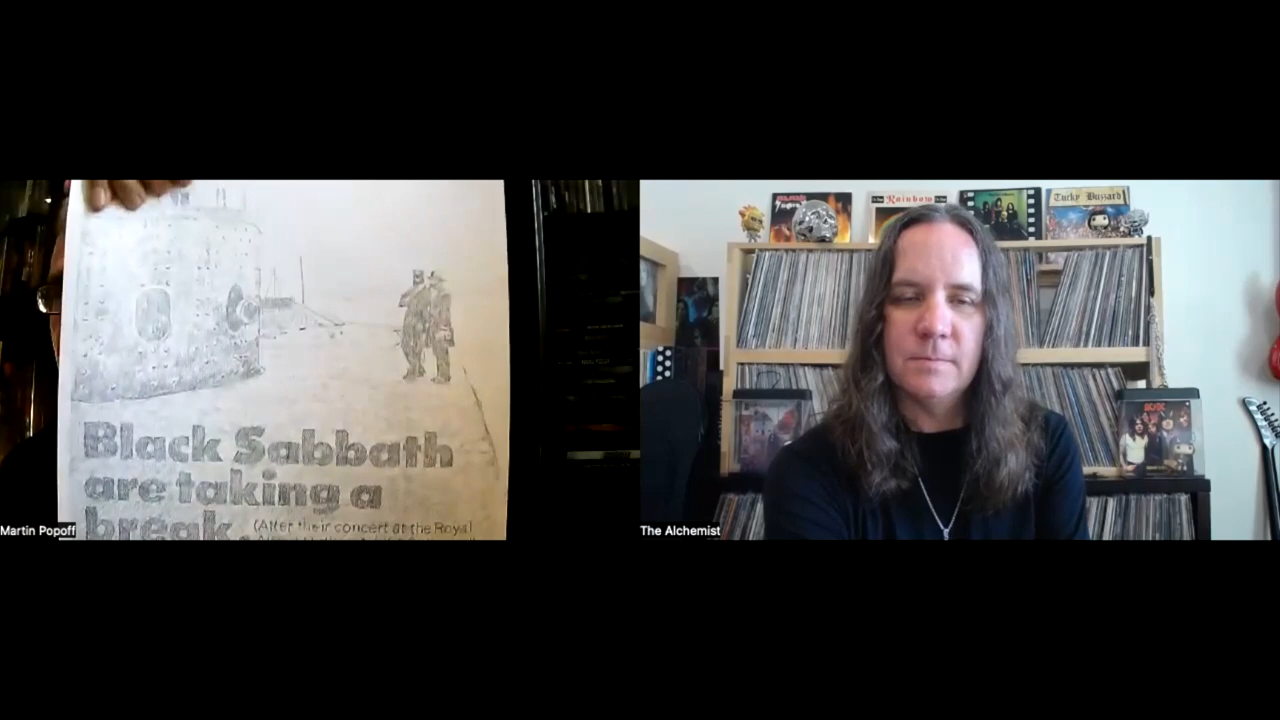 Black Sabbath
are taking a
break. (After their concert at the Royal
Martin Popoff
Rainbow
Tucky Buzzard
AC/DC
The Alchemist